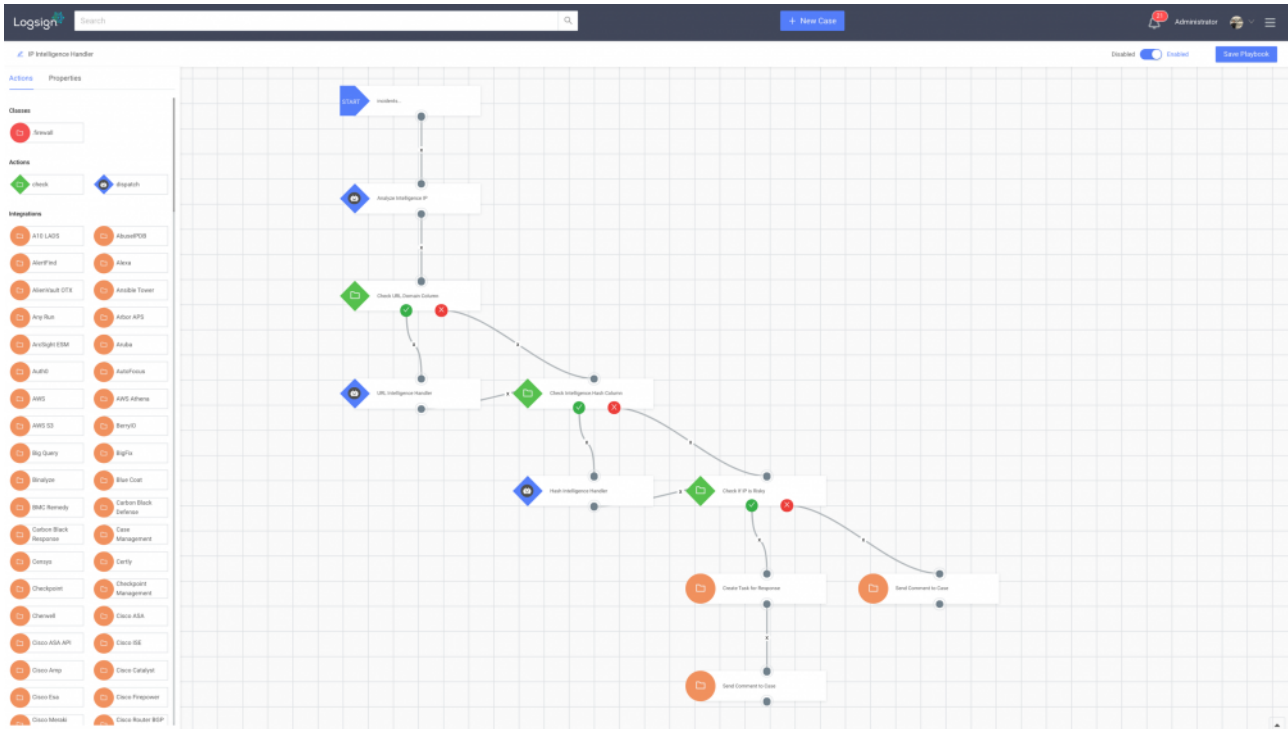 Logsign
Search
+ New Case
Administrator
IP Intelligence Handler
Disabled
Enabled
Save Playbook
Actions
Properties
Classes
firewall
Actions
check
dispatch
Integrations
A10 LADS
AbuseIPDB
AlertFind
Alexa
AlienVault OTX
Ansible Tower
Any Run
Arbor APS
ArcSight ESM
Aruba
Auth0
AutoFocus
AWS
AWS Athena
AWS S3
BerryIO
Big Query
BigFix
Binalyze
Blue Coat
BMC Remedy
Carbon Black
Defense
Carbon Black
Response
Case
Management
Censys
Certly
Checkpoint
Checkpoint
Management
Cherwell
Cisco ASA
Cisco ASA API
Cisco ISE
Cisco Amp
Cisco Catalyst
Cisco Esa
Cisco Firepower
Cisco Meraki
Cisco Router BGP
START
incidents..
Analyze Intelligence IP
Check URL Domain Column
URL Intelligence Handler
Check Intelligence Hash Column
Hash Intelligence Handler
Check If IP is Risky
Create Task for Response
Send Comment to Case
Send Comment to Case